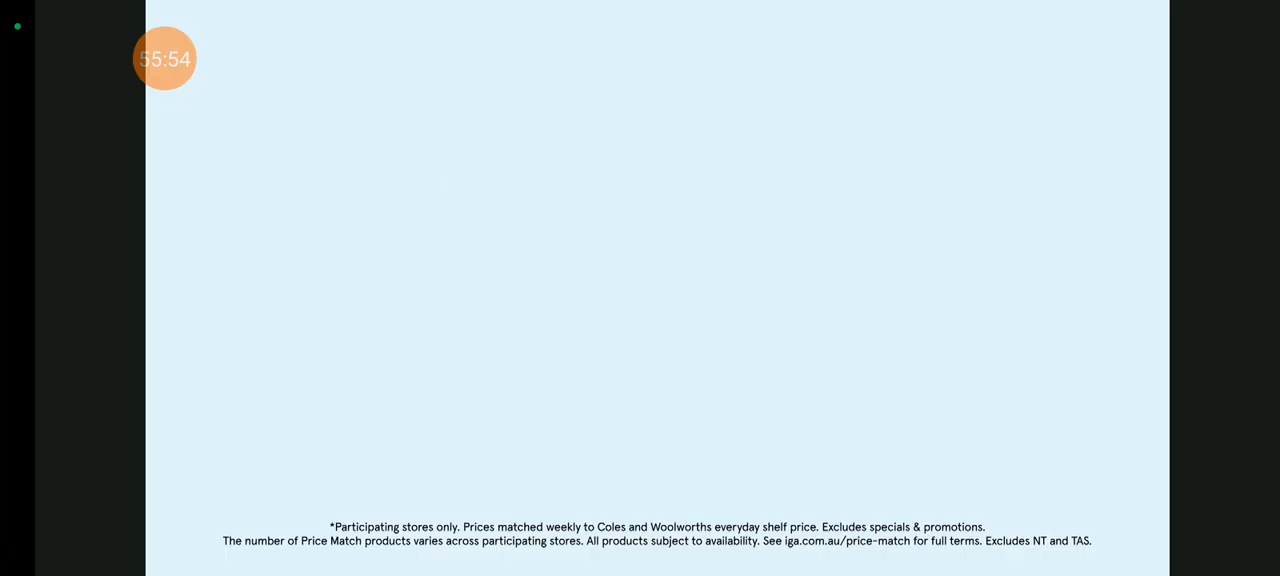 55:54
*Participating stores only. Prices matched weekly to Coles and Woolworths everyday shelf price. Excludes specials & promotions.
The number of Price Match products varies across participating stores. All products subject to availability. See iga.com.au/price-match for full terms. Excludes NT and TAS.